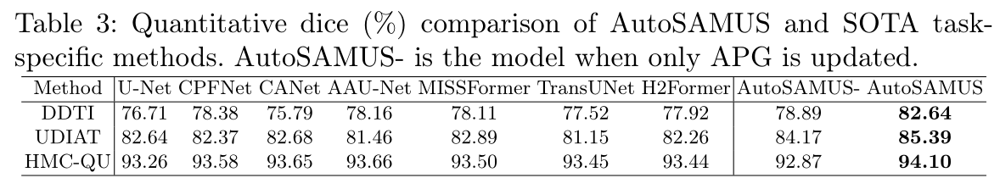 Table 3: Quantitative dice (%) comparison of AutoSAMUS and SOTA task-
specific methods. AutoSAMUS- is the model when only APG is updated.
Method U-Net CPFNet CANet AAU-Net MISSFormer TransUNet H2Former AutoSAMUS- AutoSAMUS
DDTI 76.71 78.38 75.79 78.16 78.11 77.52 77.92 78.89 82.64
UDIAT 82.64 82.37 82.68 81.46 82.89 81.15 82.26 84.17 85.39
HMC-QU 93.26 93.58 93.65 93.66 93.50 93.45 93.44 92.87 94.10